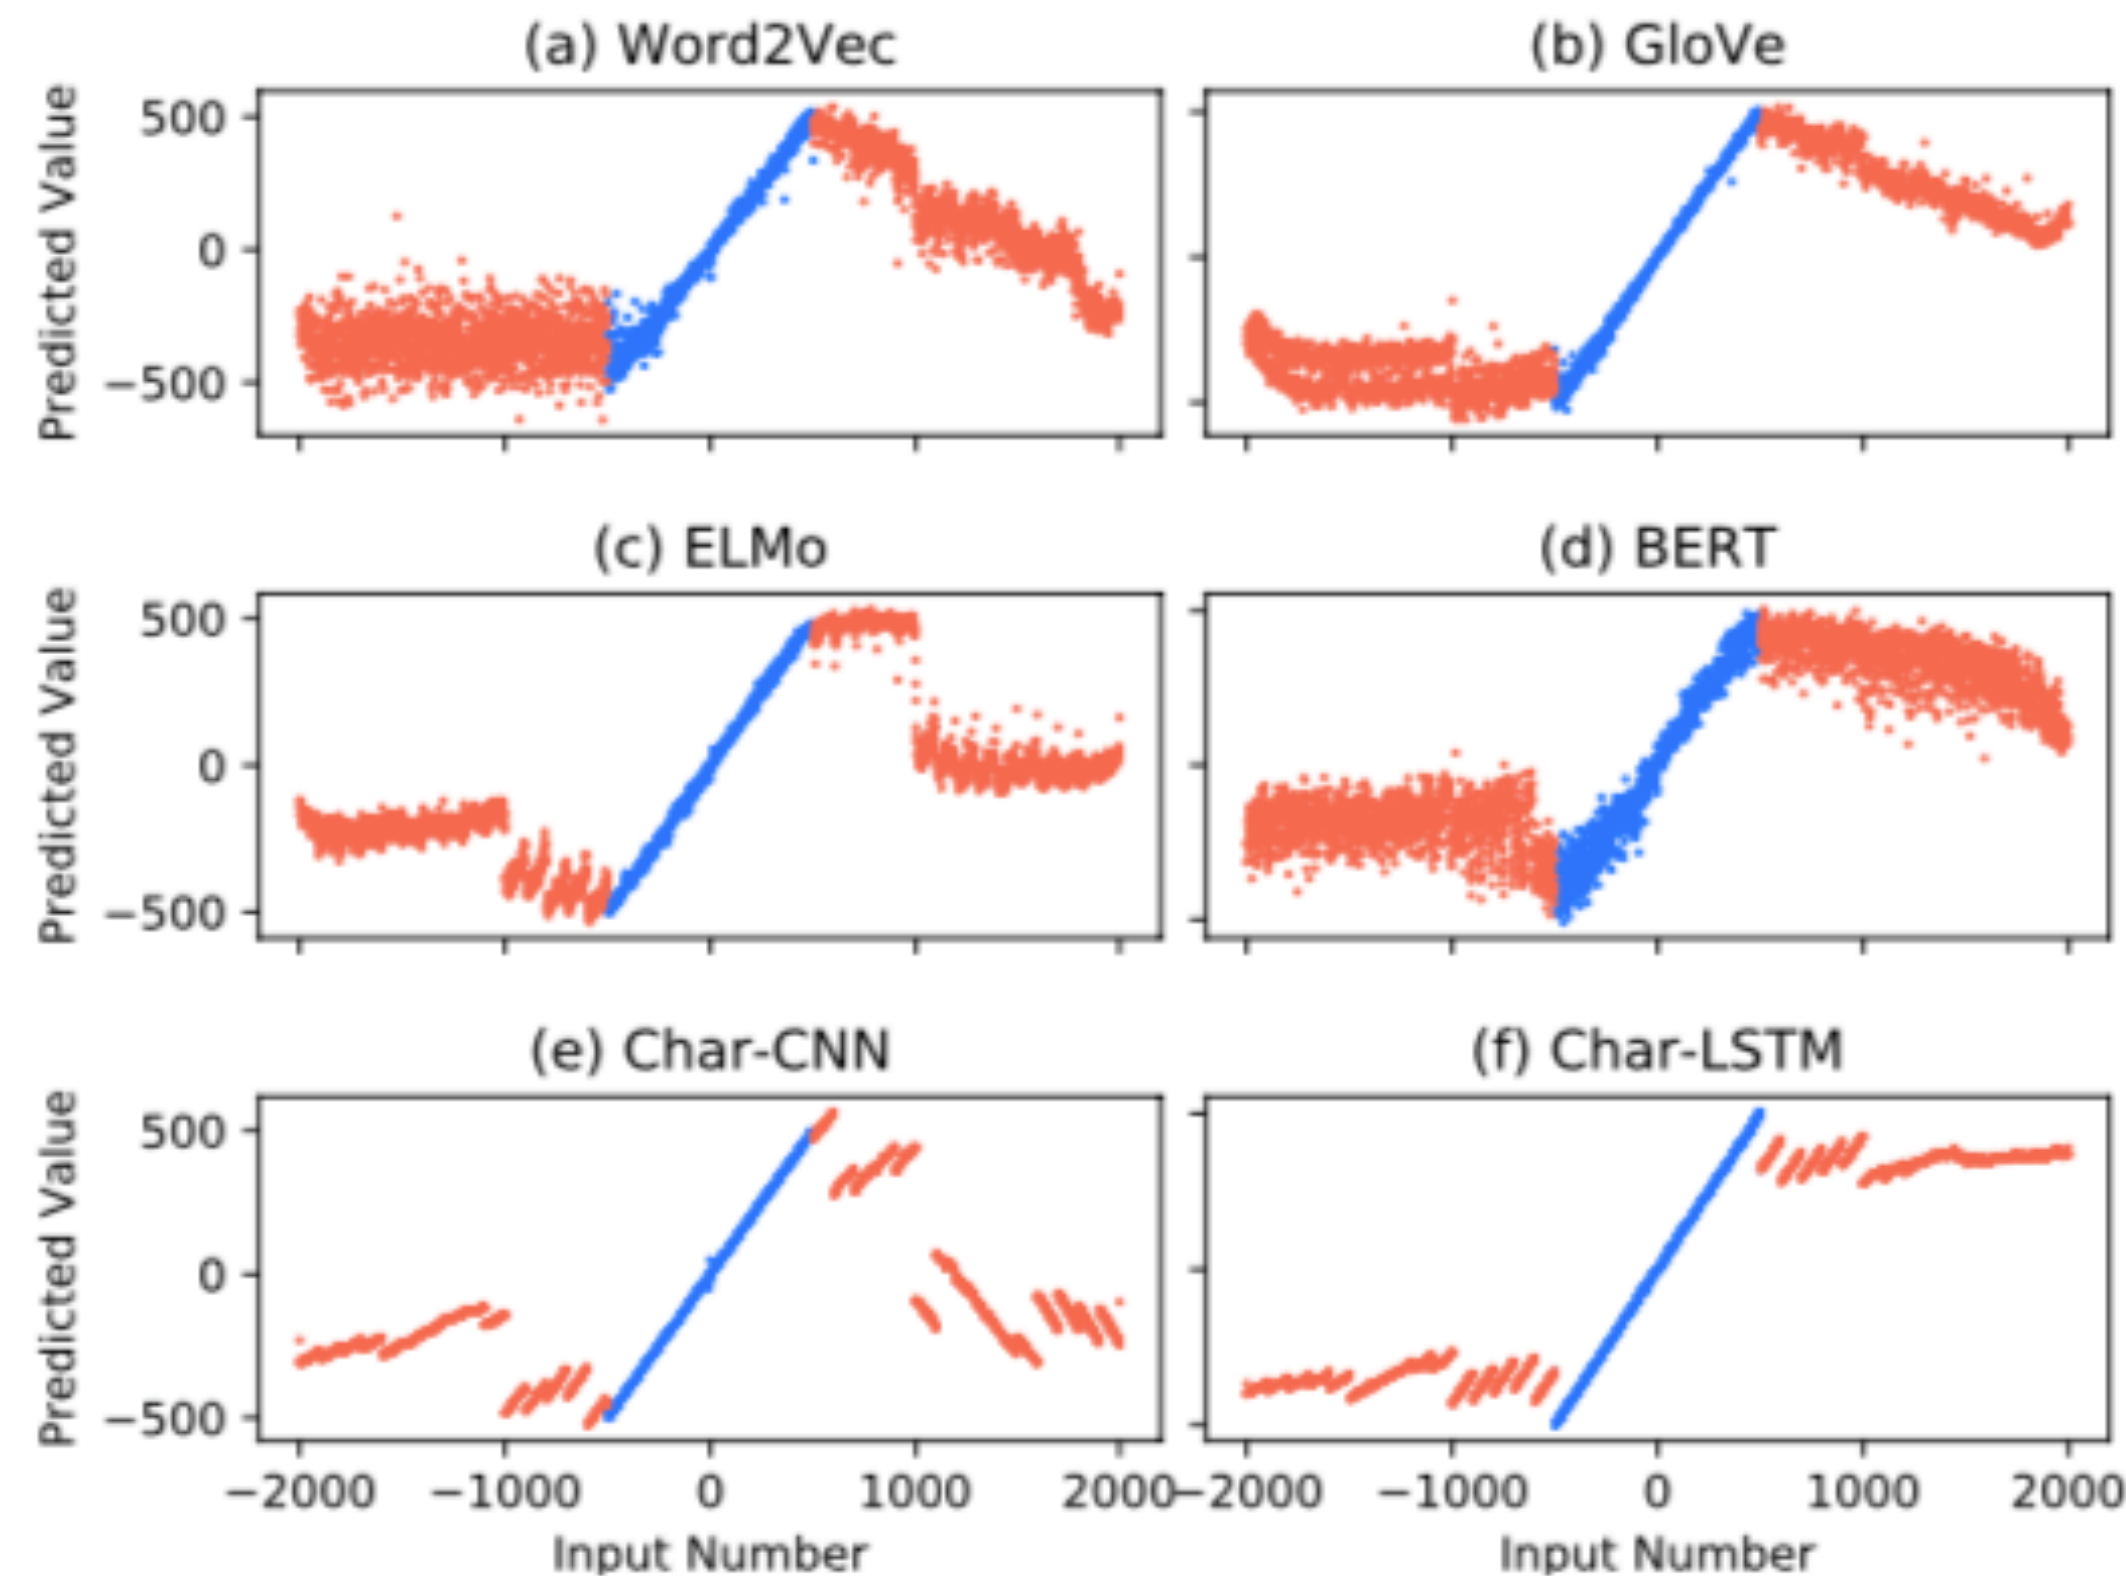 (a) Word2Vec
(b) GloVe
Predicted Value
500
0
−500
(c) ELMo
(d) BERT
Predicted Value
500
0
−500
(e) Char-CNN
(f) Char-LSTM
Predicted Value
500
0
−500
−2000 −1000 0 1000 2000
−2000 −1000 0 1000 2000
Input Number
Input Number